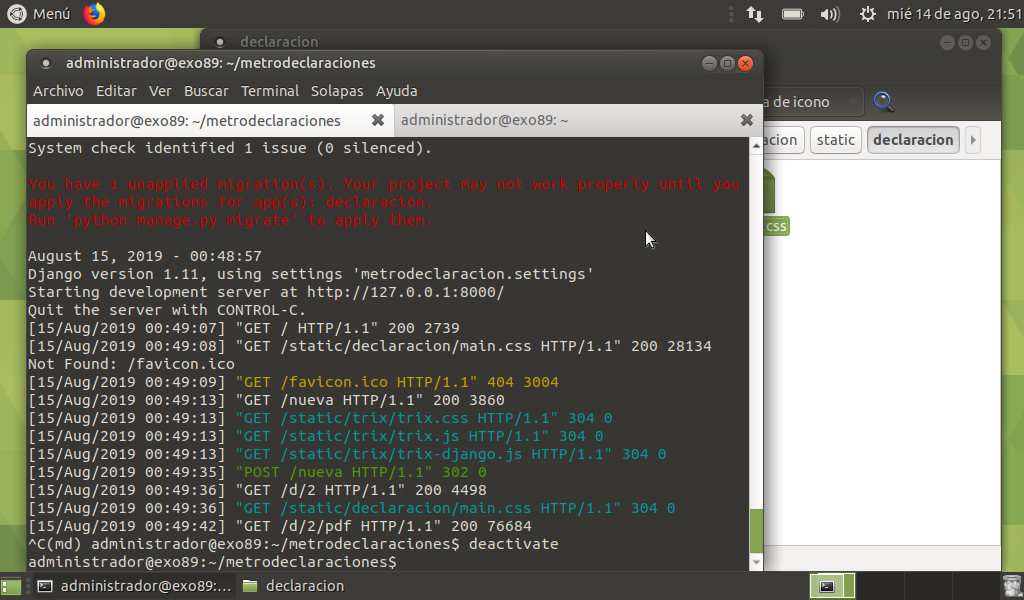 Menú
mié 14 de ago, 21:51
declaracion
administrador@exo89: ~/metrodeclaraciones
Archivo Editar Ver Buscar Terminal Solapas Ayuda
a de icono
administrador@exo89: ~/metrodeclaraciones
administrador@exo89: ~
acion
static
declaracion
.css
System check identified 1 issue (0 silenced).
You have 1 unapplied migration(s). Your project may not work properly until you
apply the migrations for app(s): declaracion.
Run 'python manage.py migrate' to apply them.
August 15, 2019 - 00:48:57
Django version 1.11, using settings 'metrodeclaracion.settings'
Starting development server at http://127.0.0.1:8000/
Quit the server with CONTROL-C.
[15/Aug/2019 00:49:07] "GET / HTTP/1.1" 200 2739
[15/Aug/2019 00:49:08] "GET /static/declaracion/main.css HTTP/1.1" 200 28134
Not Found: /favicon.ico
[15/Aug/2019 00:49:09] "GET /favicon.ico HTTP/1.1" 404 3004
[15/Aug/2019 00:49:13] "GET /nueva HTTP/1.1" 200 3860
[15/Aug/2019 00:49:13] "GET /static/trix/trix.css HTTP/1.1" 304 0
[15/Aug/2019 00:49:13] "GET /static/trix/trix.js HTTP/1.1" 304 0
[15/Aug/2019 00:49:13] "GET /static/trix/trix-django.js HTTP/1.1" 304 0
[15/Aug/2019 00:49:35] "POST /nueva HTTP/1.1" 302 0
[15/Aug/2019 00:49:36] "GET /d/2 HTTP/1.1" 200 4498
[15/Aug/2019 00:49:36] "GET /static/declaracion/main.css HTTP/1.1" 304 0
[15/Aug/2019 00:49:42] "GET /d/2/pdf HTTP/1.1" 200 76684
^C(md) administrador@exo89:~/metrodeclaraciones$ deactivate
administrador@exo89:~/metrodeclaraciones$
administrador@exo89:...
declaracion